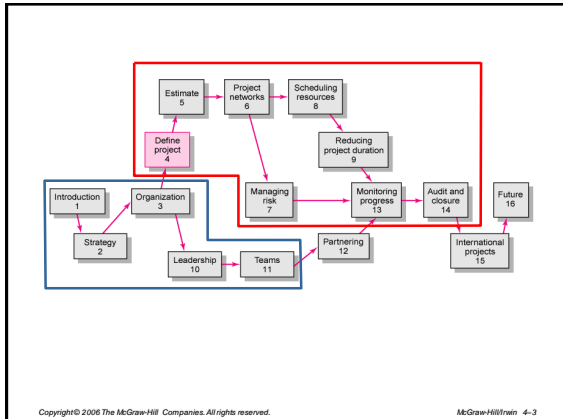 Estimate
5
Project
networks
6
Scheduling
resources
8
Define
project
4
Reducing
project duration
9
Introduction
1
Organization
3
Managing
risk
7
Monitoring
progress
13
Audit and
closure
14
Future
16
Strategy
2
Leadership
10
Teams
11
Partnering
12
International
projects
15
Copyright © 2006 The McGraw-Hill Companies. All rights reserved.
McGraw-Hill/Irwin 4–3